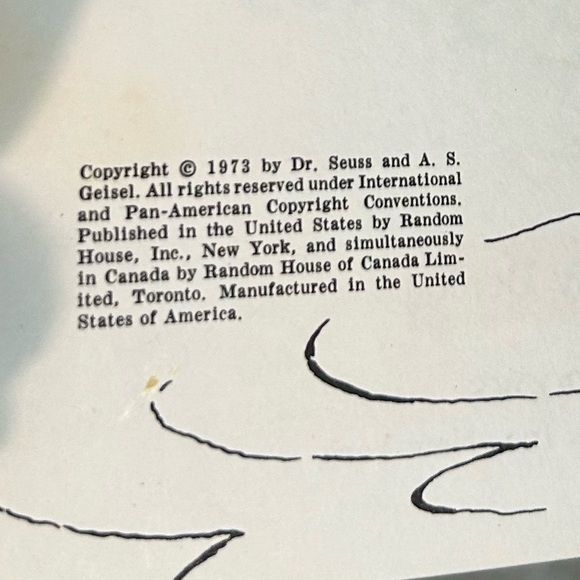 Copyright © 1973 by Dr. Seuss and A. S.
Geisel. All rights reserved under International
and Pan-American Copyright Conventions.
Published in the United States by Random
House, Inc., New York, and simultaneously
in Canada by Random House of Canada Lim-
ited, Toronto. Manufactured in the United
States of America.